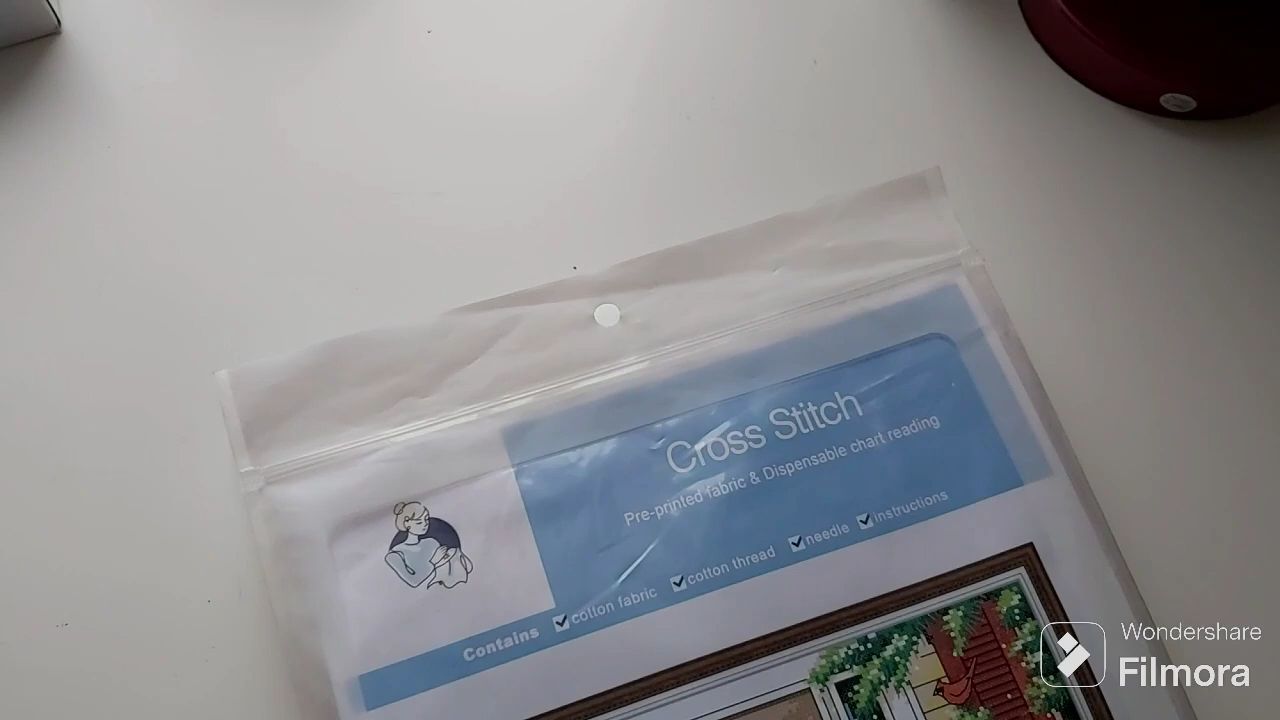 Cross Stitch
Pre-printed fabric & Dispensable chart reading
Contains cotton fabric cotton thread needle instructions
Wondershare
Filmora